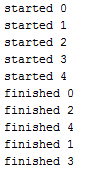 started 0
started 1
started 2
started 3
started 4
finished 0
finished 2
finished 4
finished 1
finished 3